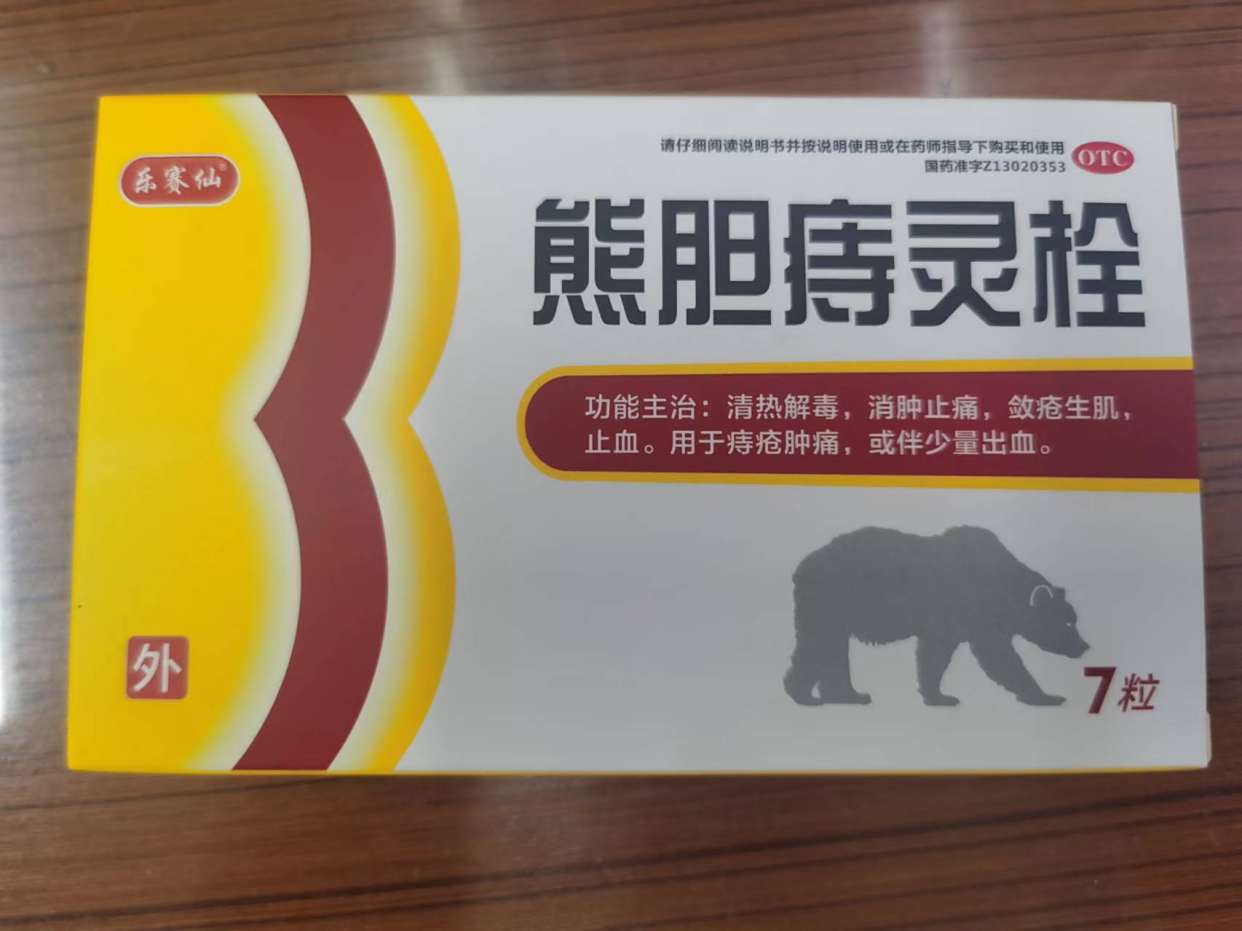 乐赛仙®
请仔细阅读说明书并按说明使用或在药师指导下购买和使用
国药准字Z13020353
OTC
熊胆痔灵栓
功能主治：清热解毒，消肿止痛，敛疮生肌，
止血。用于痔疮肿痛，或伴少量出血。
外
7粒